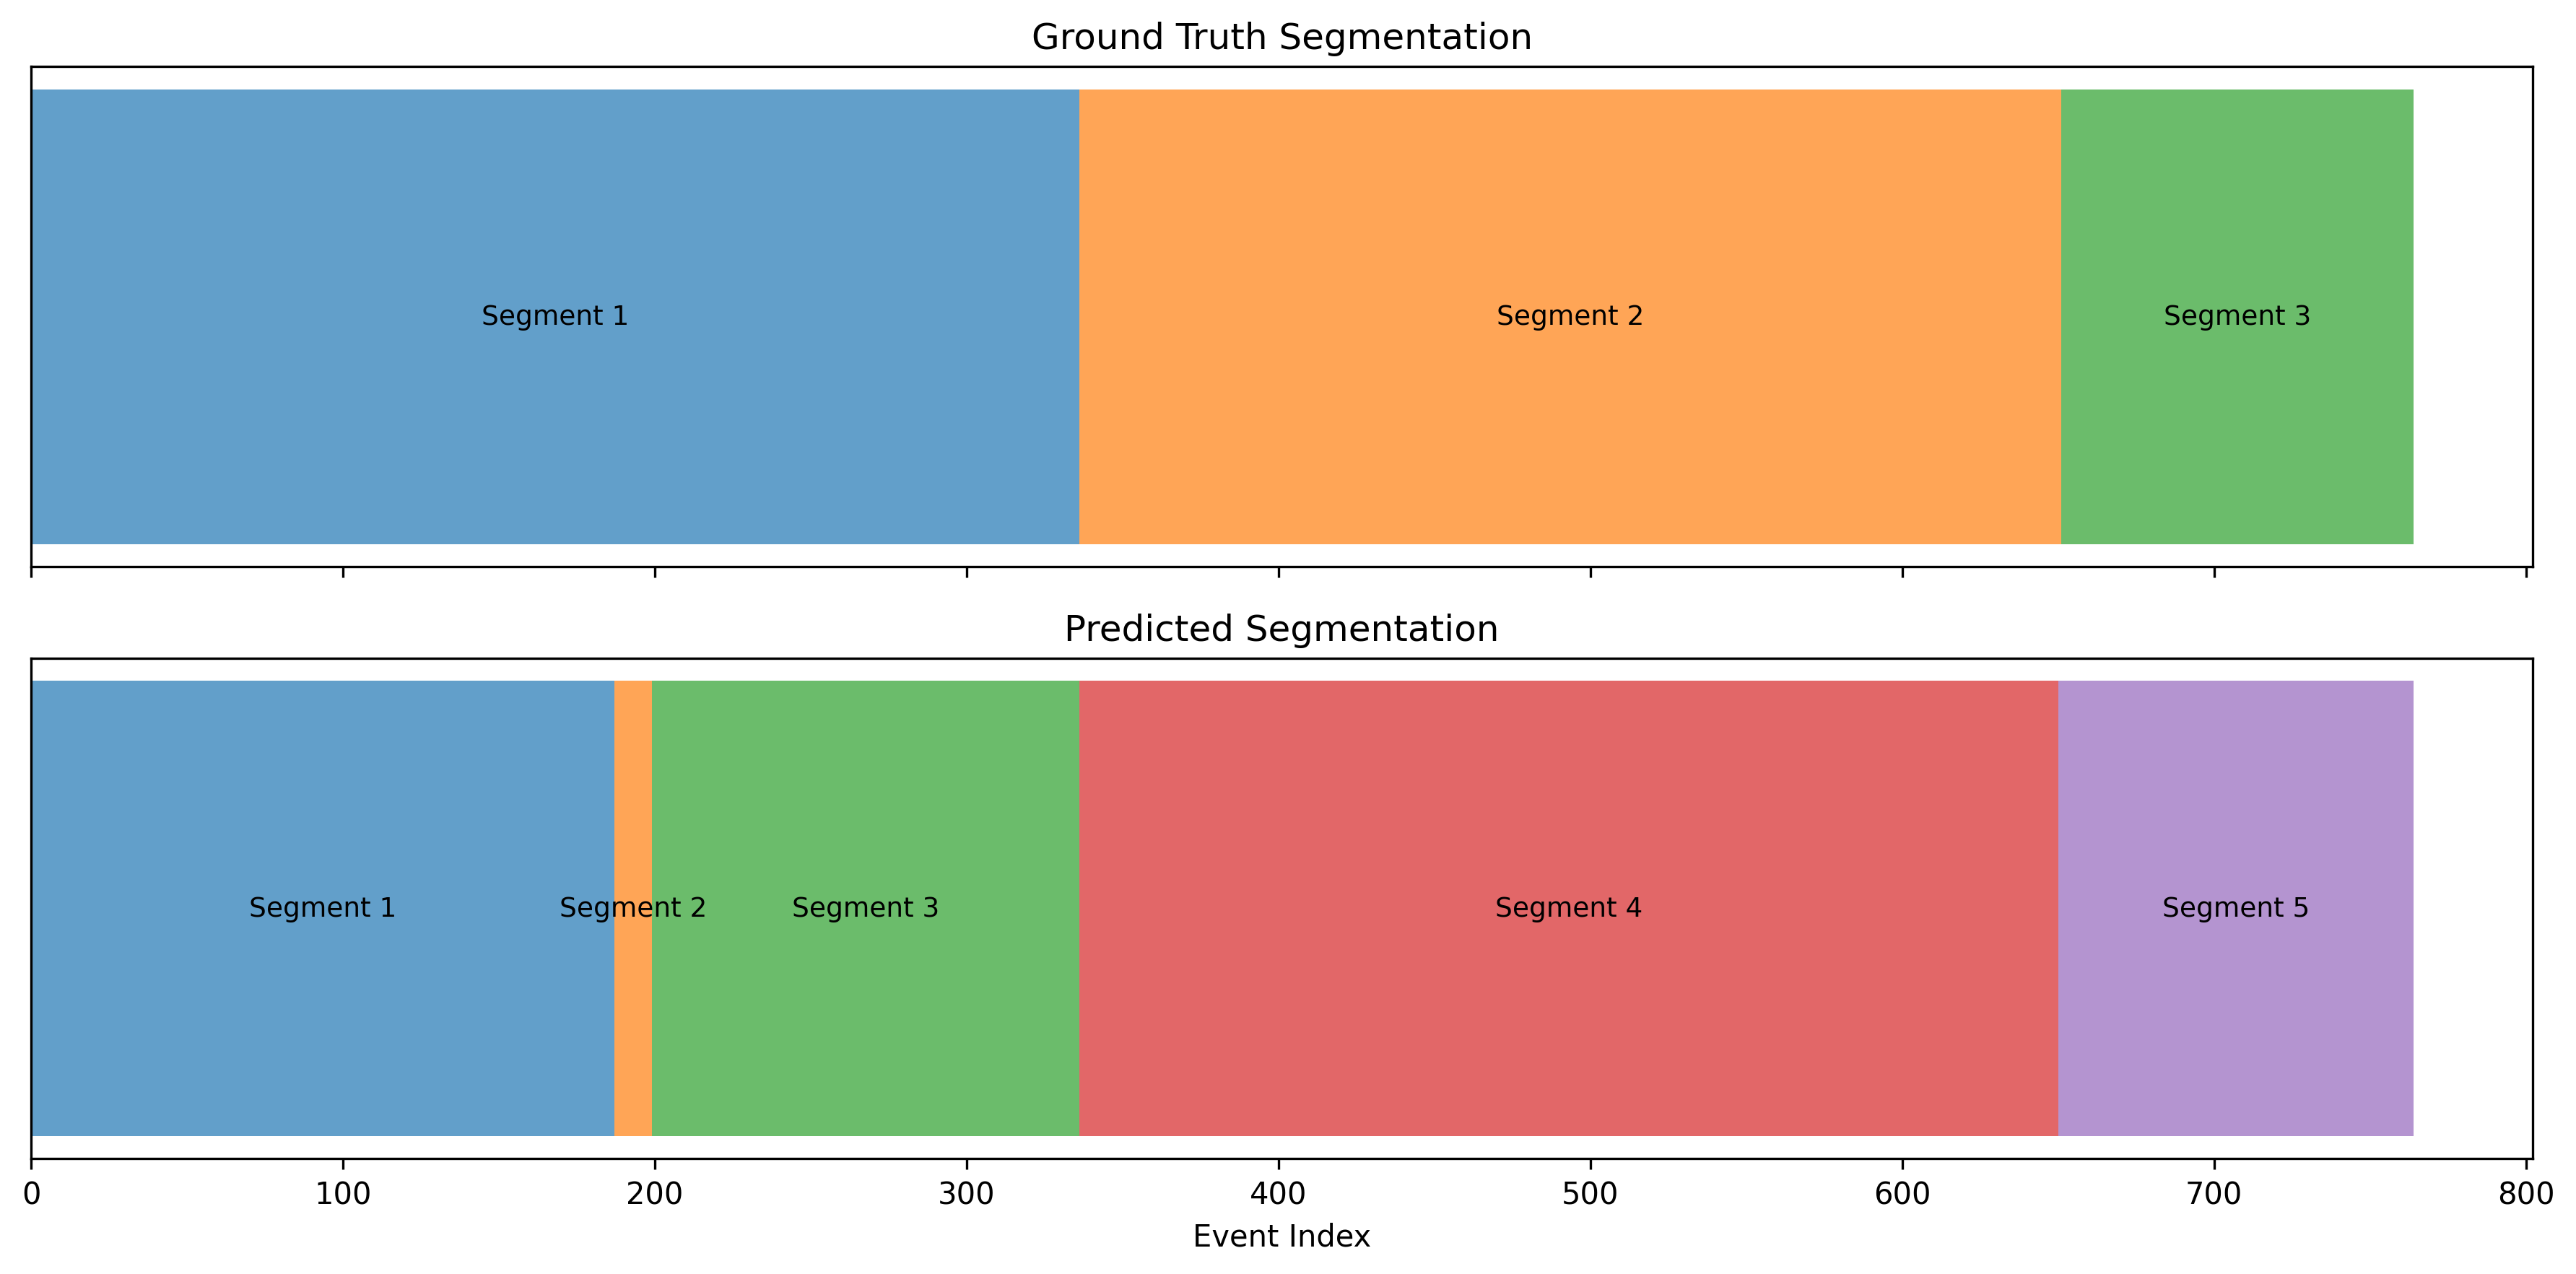 Ground Truth Segmentation
Segment 1 Segment 2 Segment 3
Predicted Segmentation
Segment 1 Segment 2 Segment 3 Segment 4 Segment 5
0 100 200 300 400 500 600 700 800
Event Index